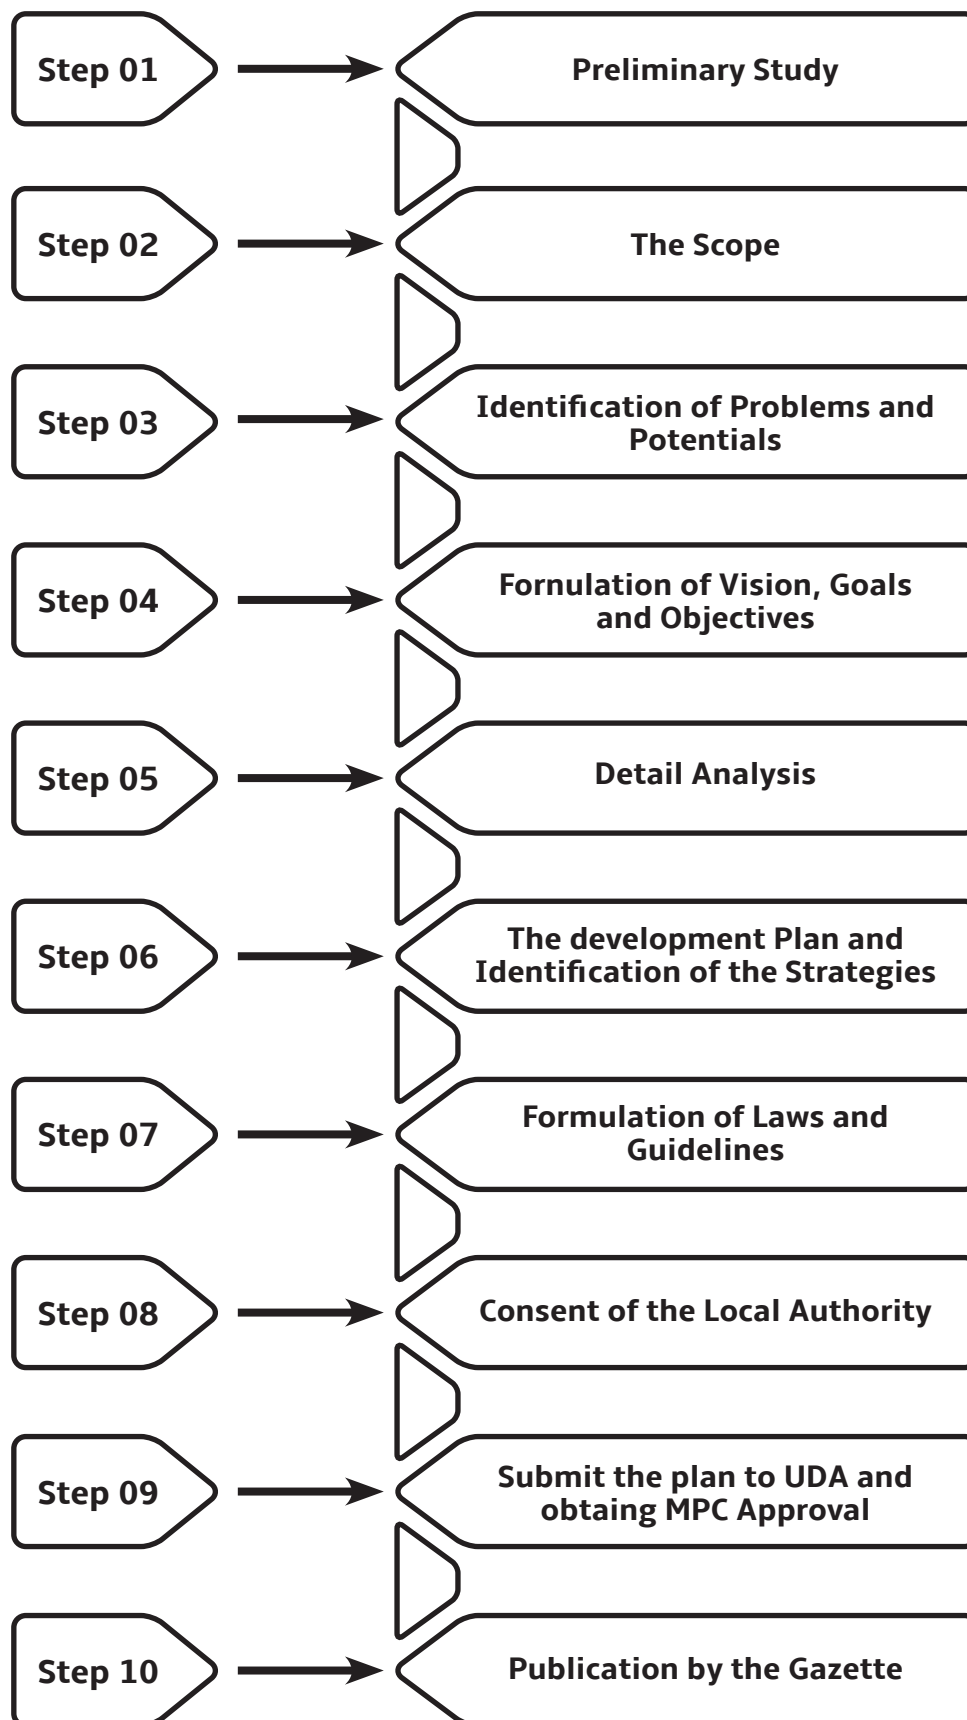 Step 01
Preliminary Study
Step 02
The Scope
Step 03
Identification of Problems and
Potentials
Step 04
Fornulation of Vision, Goals
and Objectives
Step 05
Detail Analysis
Step 06
The development Plan and
Identification of the Strategies
Step 07
Formulation of Laws and
Guidelines
Step 08
Consent of the Local Authority
Step 09
Submit the plan to UDA and
obtaing MPC Approval
Step 10
Publication by the Gazette